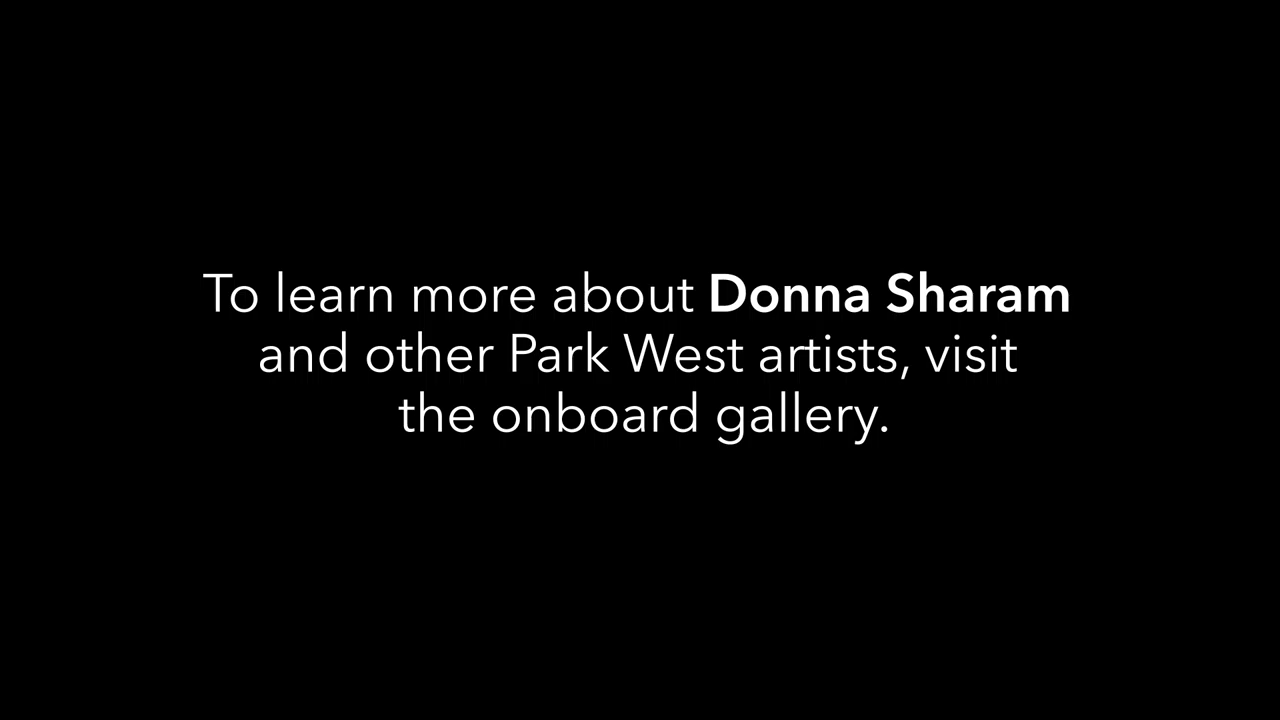 To learn more about Donna Sharam
and other Park West artists, visit
the onboard gallery.